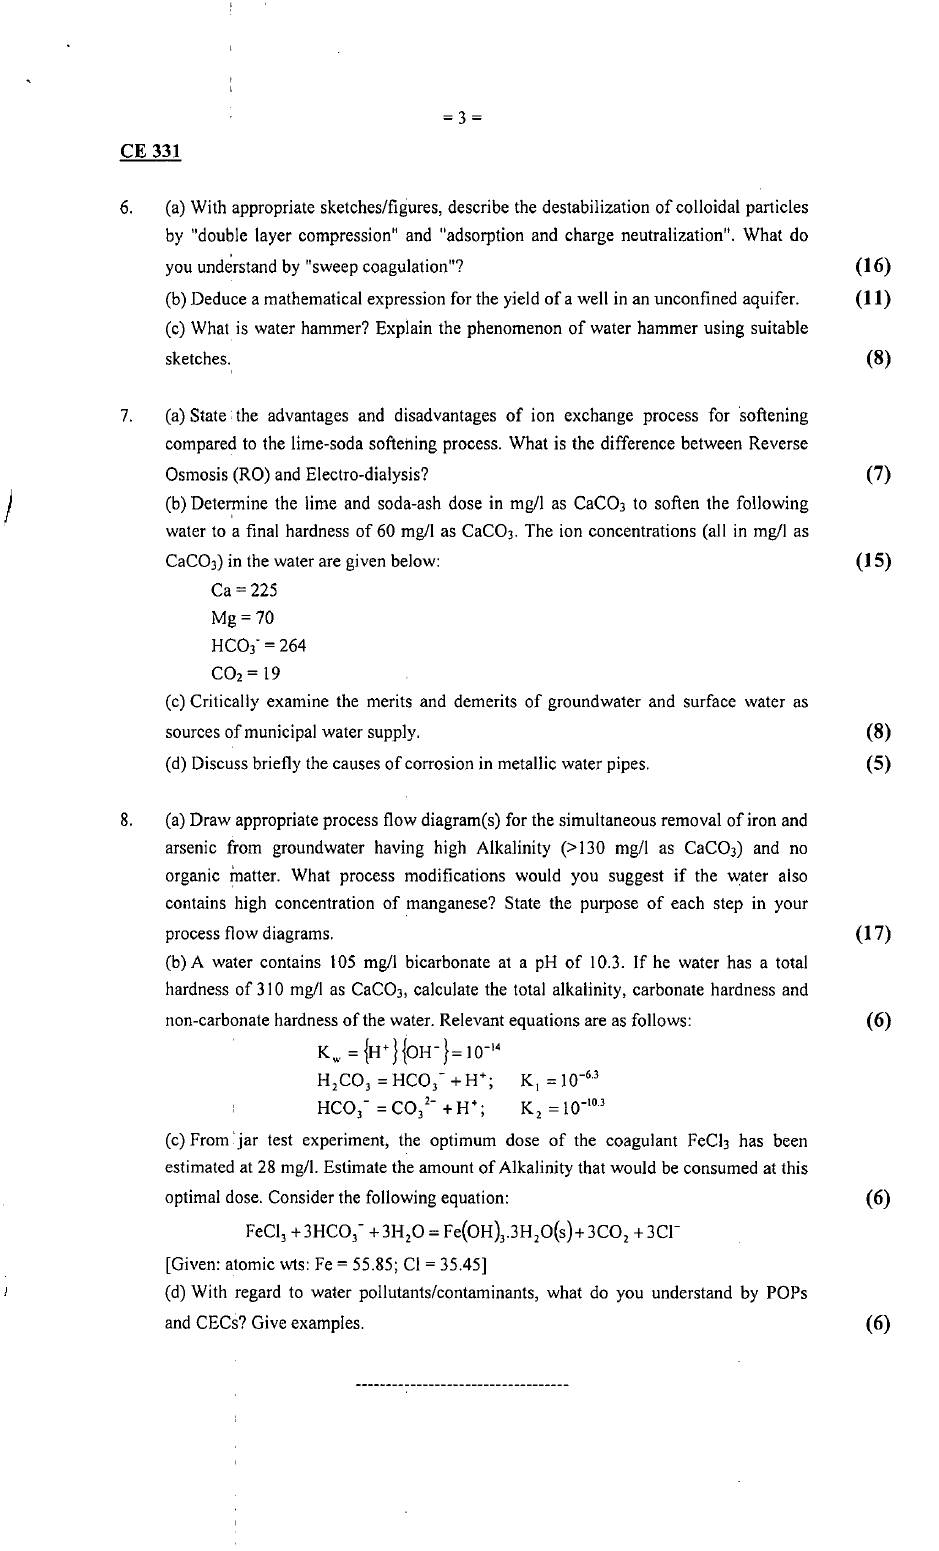 = 3 =
CE 331
6. (a) With appropriate sketches/figures, describe the destabilization of colloidal particles
by "double layer compression" and "adsorption and charge neutralization". What do
you understand by "sweep coagulation"? (16)
(b) Deduce a mathematical expression for the yield of a well in an unconfined aquifer. (11)
(c) What is water hammer? Explain the phenomenon of water hammer using suitable
sketches. (8)
7. (a) State the advantages and disadvantages of ion exchange process for softening
compared to the lime-soda softening process. What is the difference between Reverse
Osmosis (RO) and Electro-dialysis? (7)
(b) Determine the lime and soda-ash dose in mg/l as CaCO₃ to soften the following
water to a final hardness of 60 mg/l as CaCO₃. The ion concentrations (all in mg/l as
CaCO₃) in the water are given below: (15)
Ca = 225
Mg = 70
HCO₃⁻ = 264
CO₂ = 19
(c) Critically examine the merits and demerits of groundwater and surface water as
sources of municipal water supply. (8)
(d) Discuss briefly the causes of corrosion in metallic water pipes. (5)
8. (a) Draw appropriate process flow diagram(s) for the simultaneous removal of iron and
arsenic from groundwater having high Alkalinity (>130 mg/l as CaCO₃) and no
organic matter. What process modifications would you suggest if the water also
contains high concentration of manganese? State the purpose of each step in your
process flow diagrams. (17)
(b) A water contains 105 mg/l bicarbonate at a pH of 10.3. If he water has a total
hardness of 310 mg/l as CaCO₃, calculate the total alkalinity, carbonate hardness and
non-carbonate hardness of the water. Relevant equations are as follows: (6)
K_w = {H⁺}{OH⁻} = 10⁻¹⁴
H₂CO₃ = HCO₃⁻ + H⁺; K₁ = 10^-6.3
HCO₃⁻ = CO₃²⁻ + H⁺; K₂ = 10^-10.3
(c) From jar test experiment, the optimum dose of the coagulant FeCl₃ has been
estimated at 28 mg/l. Estimate the amount of Alkalinity that would be consumed at this
optimal dose. Consider the following equation: (6)
FeCl₃ + 3HCO₃⁻ + 3H₂O = Fe(OH)₃.3H₂O(s) + 3CO₂ + 3Cl⁻
[Given: atomic wts: Fe = 55.85; Cl = 35.45]
(d) With regard to water pollutants/contaminants, what do you understand by POPs
and CECs? Give examples. (6)
----------------------------------